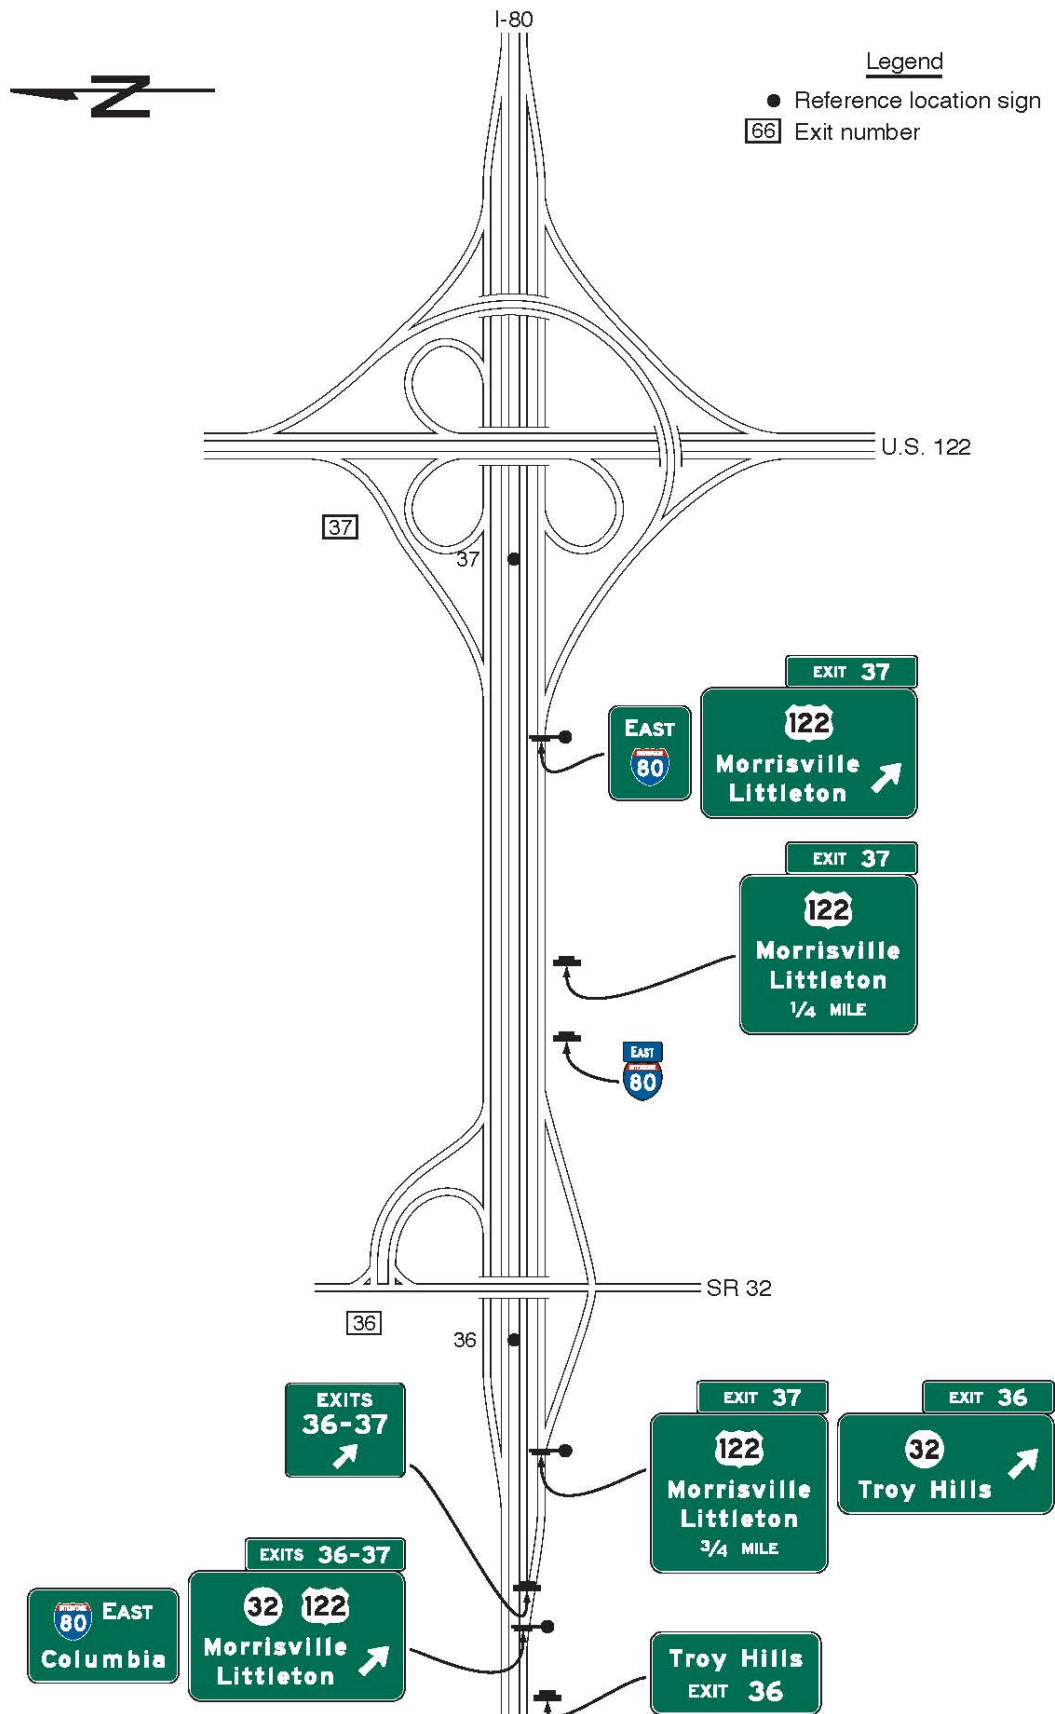 I-80
N
Legend
Reference location sign
66 Exit number
U.S. 122
37
37
EXIT 37
EAST
80
122
Morrisville
Littleton
EXIT 37
122
Morrisville
Littleton
1/4 MILE
EAST
80
SR 32
36
36
EXITS
36-37
EXIT 37
122
Morrisville
Littleton
3/4 MILE
EXIT 36
32
Troy Hills
EXITS 36-37
32 122
Morrisville
Littleton
80 EAST
Columbia
Troy Hills
EXIT 36